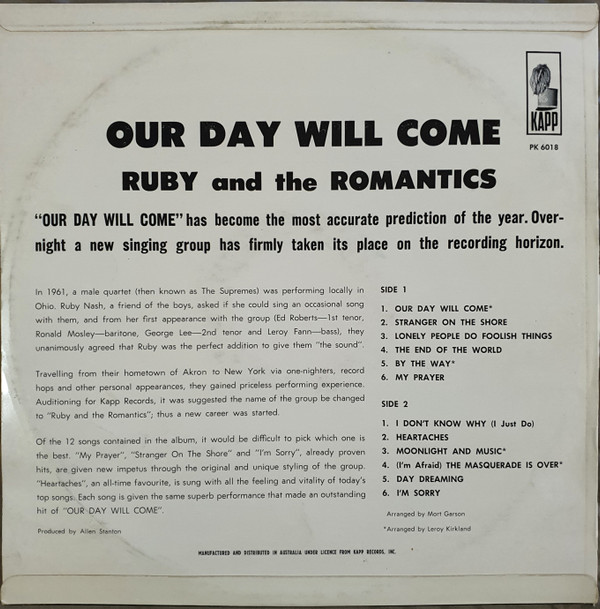 KAPP
PK 6018
OUR DAY WILL COME
RUBY and the ROMANTICS
"OUR DAY WILL COME" has become the most accurate prediction of the year. Over-
night a new singing group has firmly taken its place on the recording horizon.
In 1961, a male quartet (then known as The Supremes) was performing locally in
Ohio. Ruby Nash, a friend of the boys, asked if she could sing an occasional song
with them, and from her first appearance with the group (Ed Roberts—1st tenor,
Ronald Mosley—baritone, George Lee—2nd tenor and Leroy Fann—bass), they
unanimously agreed that Ruby was the perfect addition to give them "the sound".
Travelling from their hometown of Akron to New York via one-nighters, record
hops and other personal appearances, they gained priceless performing experience.
Auditioning for Kapp Records, it was suggested the name of the group be changed
to "Ruby and the Romantics"; thus a new career was started.
Of the 12 songs contained in the album, it would be difficult to pick which one is
the best. "My Prayer", "Stranger On The Shore" and "I'm Sorry", already proven
hits, are given new impetus through the original and unique styling of the group.
"Heartaches", an all-time favourite, is sung with all the feeling and vitality of today's
top songs. Each song is given the same superb performance that made an outstanding
hit of "OUR DAY WILL COME".
Produced by Allen Stanton
SIDE 1
1. OUR DAY WILL COME*
2. STRANGER ON THE SHORE
3. LONELY PEOPLE DO FOOLISH THINGS
4. THE END OF THE WORLD
5. BY THE WAY*
6. MY PRAYER
SIDE 2
1. I DON'T KNOW WHY (I Just Do)
2. HEARTACHES
3. MOONLIGHT AND MUSIC*
4. (I'm Afraid) THE MASQUERADE IS OVER*
5. DAY DREAMING
6. I'M SORRY
Arranged by Mort Garson
*Arranged by Leroy Kirkland
MANUFACTURED AND DISTRIBUTED IN AUSTRALIA UNDER LICENCE FROM KAPP RECORDS, INC.